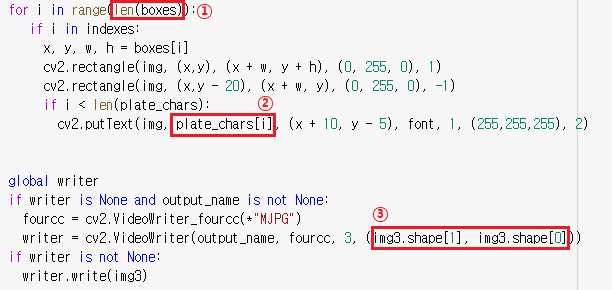 for i in range(len(boxes)): ①
if i in indexes:
x, y, w, h = boxes[i]
cv2.rectangle(img, (x,y), (x + w, y + h), (0, 255, 0), 1)
cv2.rectangle(img, (x,y - 20), (x + w, y), (0, 255, 0), -1)
if i < len(plate_chars): ②
cv2.putText(img, plate_chars[i], (x + 10, y - 5), font, 1, (255,255,255), 2)
global writer
if writer is None and output_name is not None:
fourcc = cv2.VideoWriter_fourcc(*"MJPG") ③
writer = cv2.VideoWriter(output_name, fourcc, 3, (img3.shape[1], img3.shape[0]))
if writer is not None:
writer.write(img3)